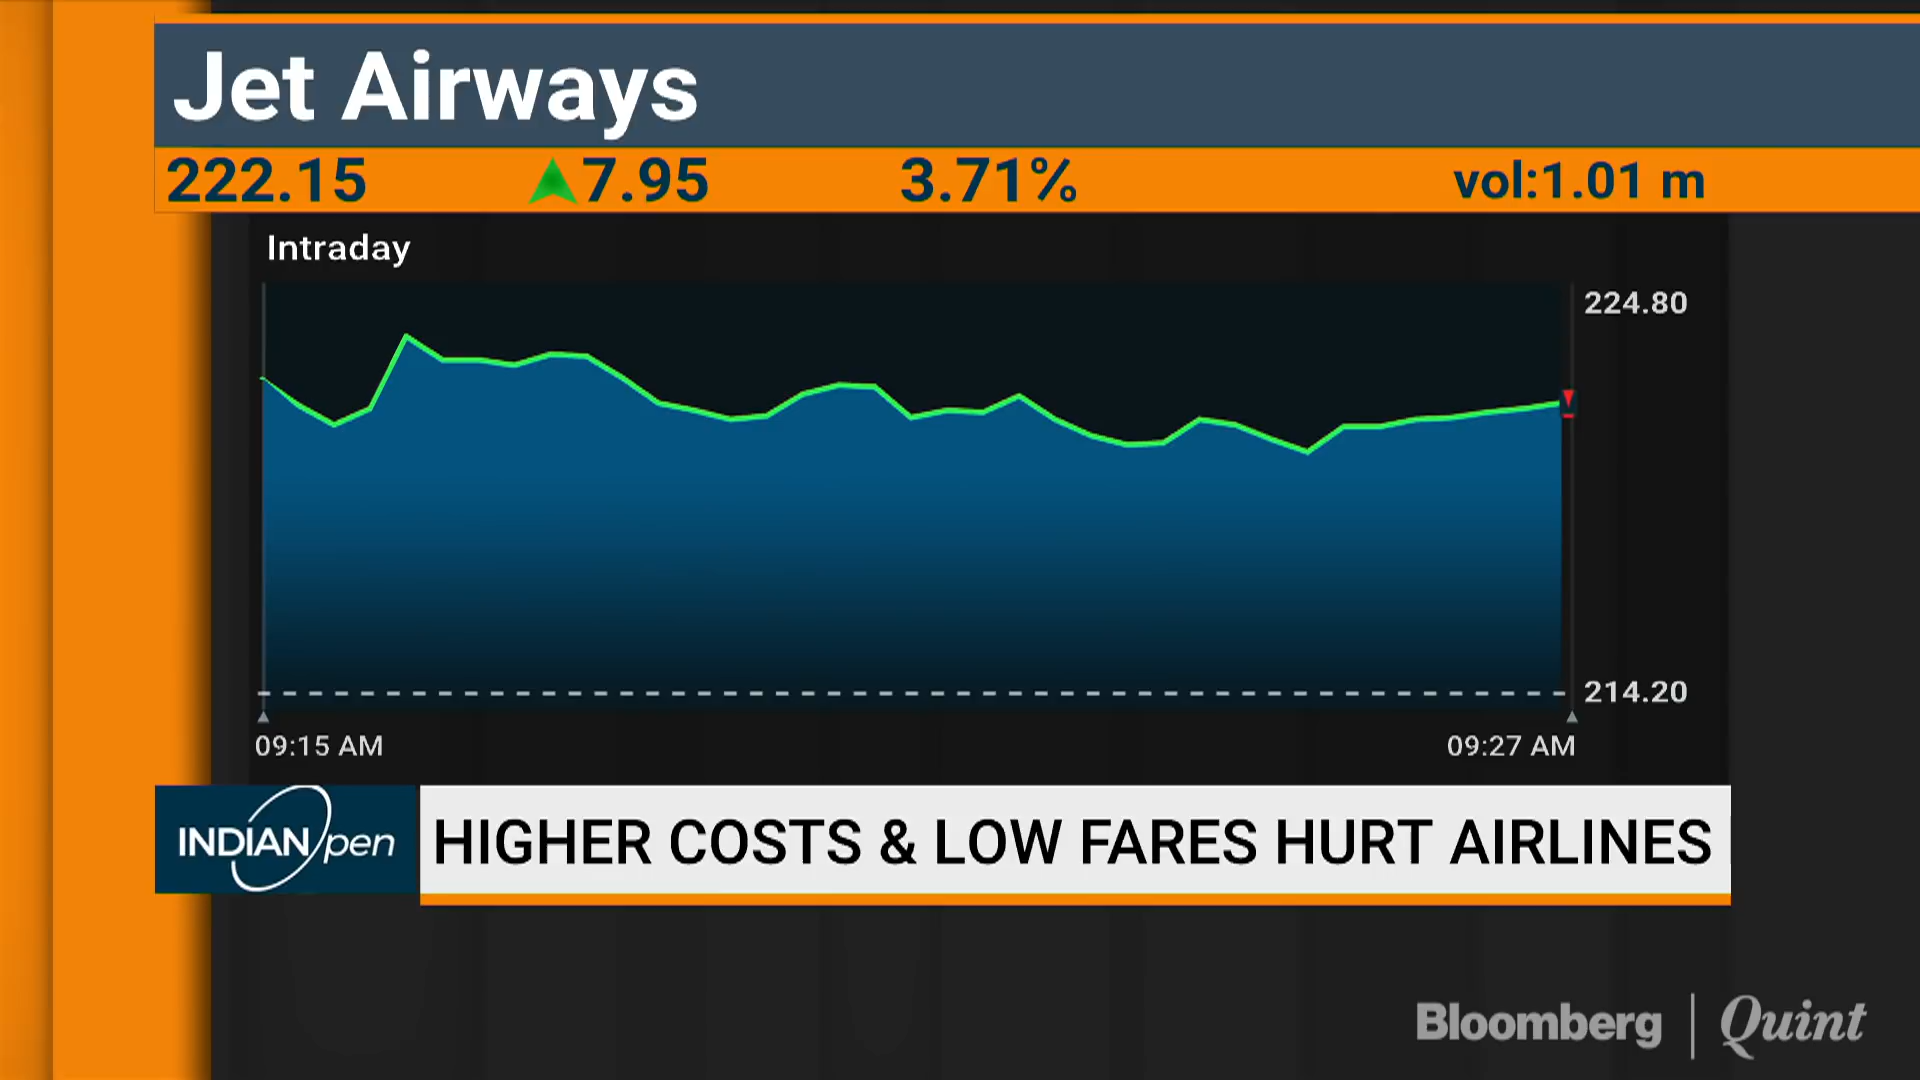 Jet Airways
222.15 ▲7.95 3.71% vol:1.01 m
Intraday
224.80
214.20
09:15 AM 09:27 AM
INDIAN Open
HIGHER COSTS & LOW FARES HURT AIRLINES
Bloomberg | Quint